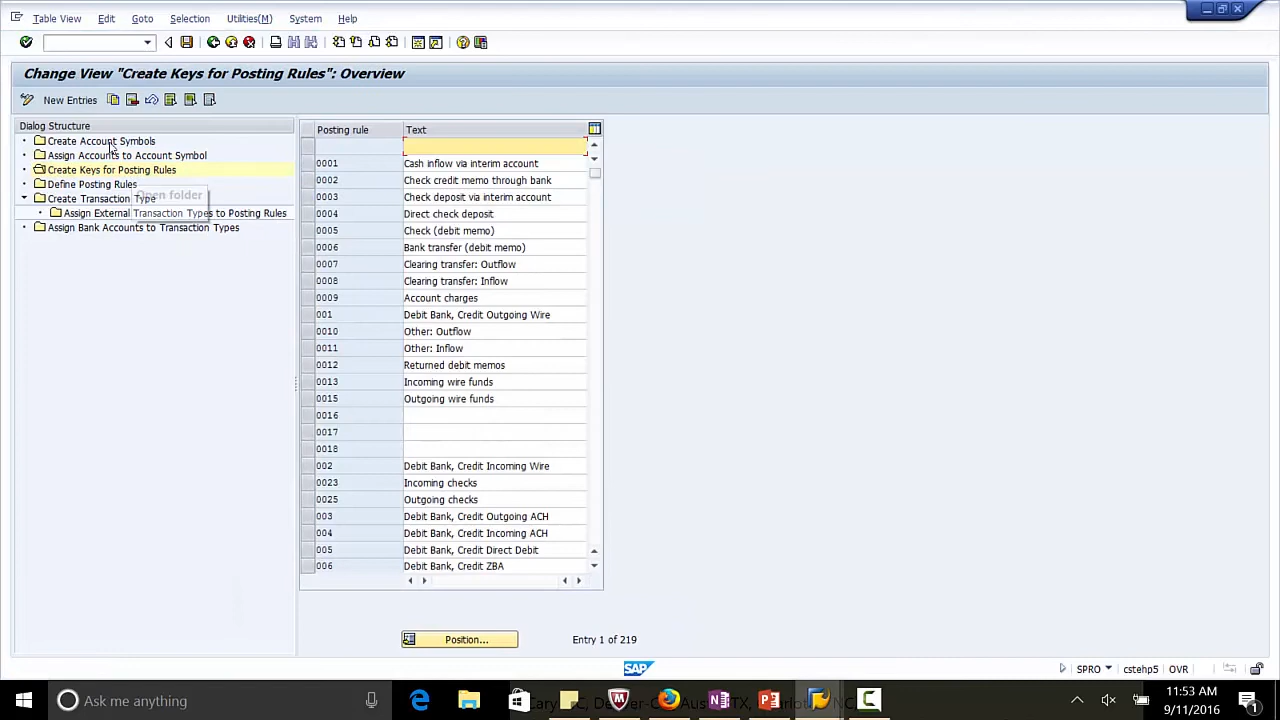 Table View Edit Goto Selection Utilities(M) System Help
Change View "Create Keys for Posting Rules": Overview
New Entries
Dialog Structure
Create Account Symbols
Assign Accounts to Account Symbol
Create Keys for Posting Rules
Define Posting Rules
Open folder
Create Transaction Type
Assign External Transaction Types to Posting Rules
Assign Bank Accounts to Transaction Types
Posting rule Text
0001 Cash inflow via interim account
0002 Check credit memo through bank
0003 Check deposit via interim account
0004 Direct check deposit
0005 Check (debit memo)
0006 Bank transfer (debit memo)
0007 Clearing transfer: Outflow
0008 Clearing transfer: Inflow
0009 Account charges
001 Debit Bank, Credit Outgoing Wire
0010 Other: Outflow
0011 Other: Inflow
0012 Returned debit memos
0013 Incoming wire funds
0015 Outgoing wire funds
0016
0017
0018
002 Debit Bank, Credit Incoming Wire
0023 Incoming checks
0025 Outgoing checks
003 Debit Bank, Credit Outgoing ACH
004 Debit Bank, Credit Incoming ACH
005 Debit Bank, Credit Direct Debit
006 Debit Bank, Credit ZBA
Position... Entry 1 of 219
SAP SPRO cstehp5 OVR
Ask me anything
11:53 AM
9/11/2016
1